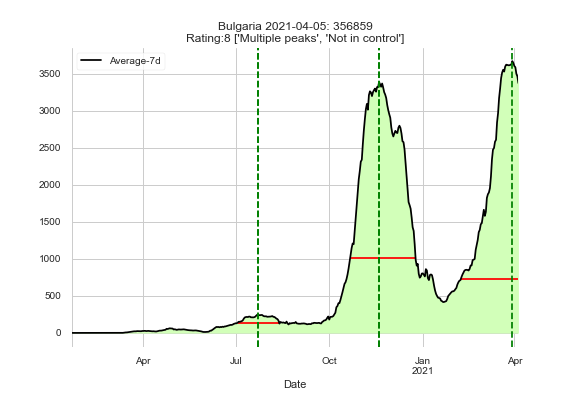 Bulgaria 2021-04-05: 356859
Rating:8 ['Multiple peaks', 'Not in control']
Average-7d
3500
3000
2500
2000
1500
1000
500
0
Apr
Jul
Oct
Jan
2021
Apr
Date